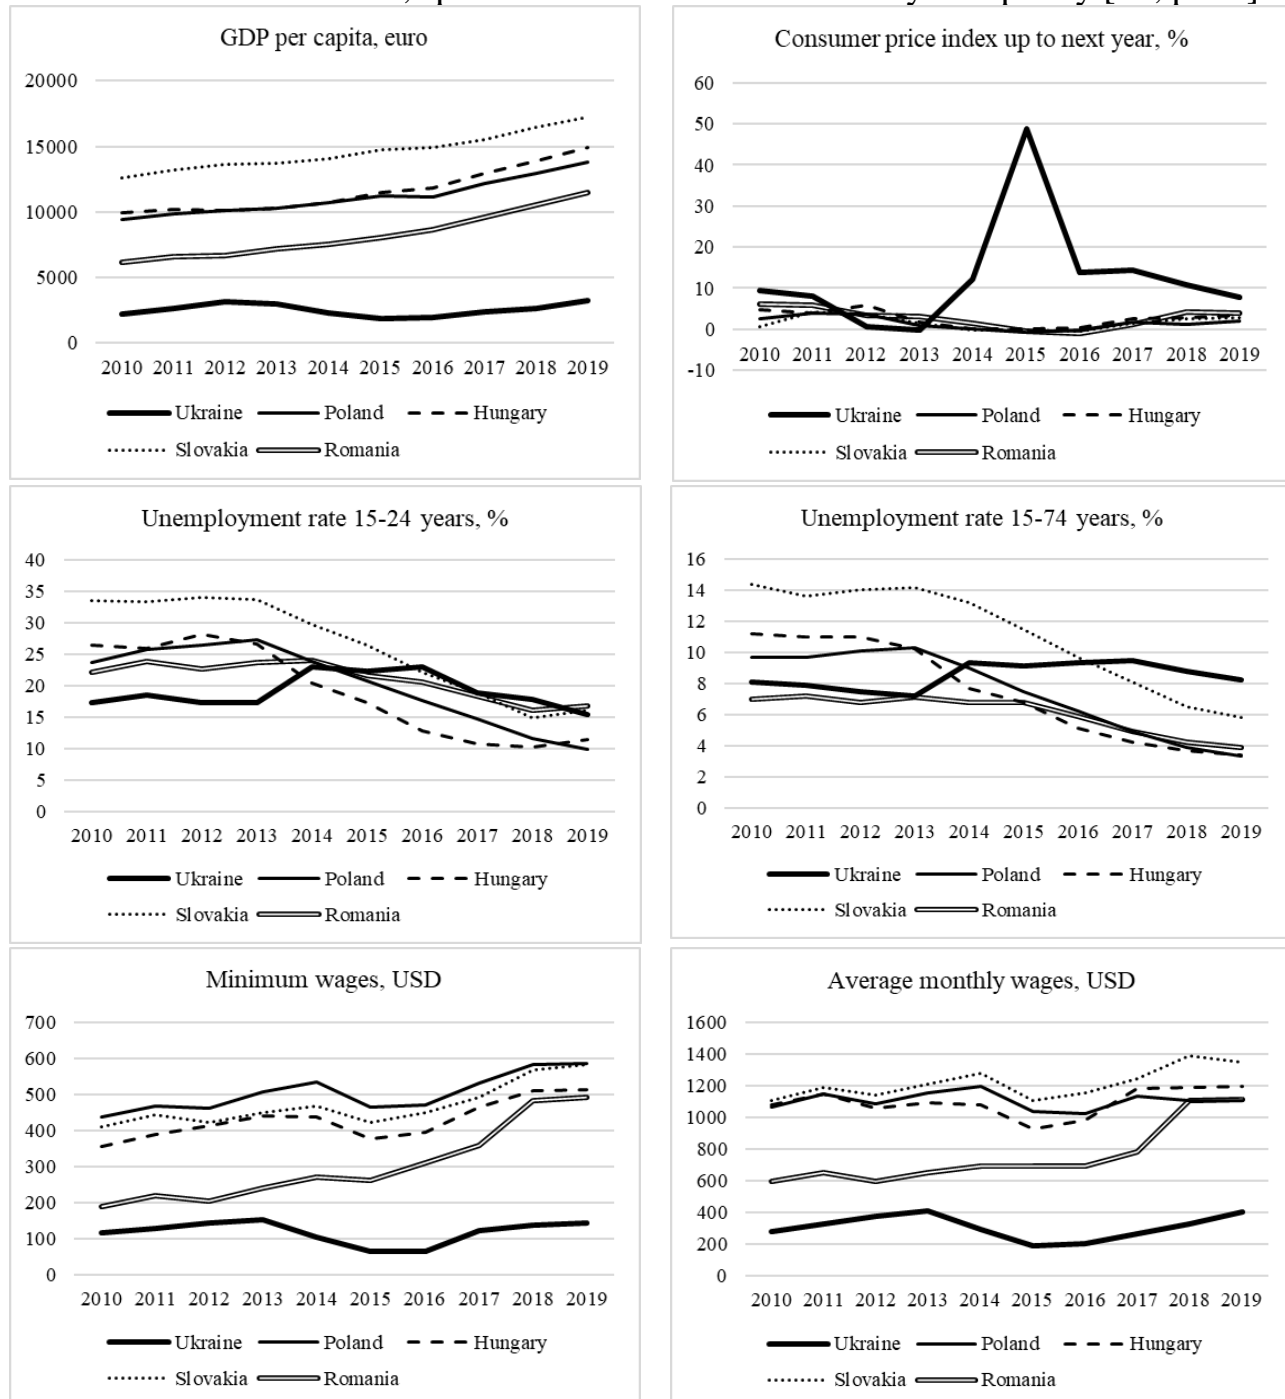 GDP per capita, euro
20000
15000
10000
5000
0
2010 2011 2012 2013 2014 2015 2016 2017 2018 2019
Ukraine Poland Hungary
Slovakia Romania
Consumer price index up to next year, %
60
50
40
30
20
10
0
-10
2010 2011 2012 2013 2014 2015 2016 2017 2018 2019
Ukraine Poland Hungary
Slovakia Romania
Unemployment rate 15-24 years, %
40
35
30
25
20
15
10
5
0
2010 2011 2012 2013 2014 2015 2016 2017 2018 2019
Ukraine Poland Hungary
Slovakia Romania
Unemployment rate 15-74 years, %
16
14
12
10
8
6
4
2
0
2010 2011 2012 2013 2014 2015 2016 2017 2018 2019
Ukraine Poland Hungary
Slovakia Romania
Minimum wages, USD
700
600
500
400
300
200
100
0
2010 2011 2012 2013 2014 2015 2016 2017 2018 2019
Ukraine Poland Hungary
Slovakia Romania
Average monthly wages, USD
1600
1400
1200
1000
800
600
400
200
0
2010 2011 2012 2013 2014 2015 2016 2017 2018 2019
Ukraine Poland Hungary
Slovakia Romania